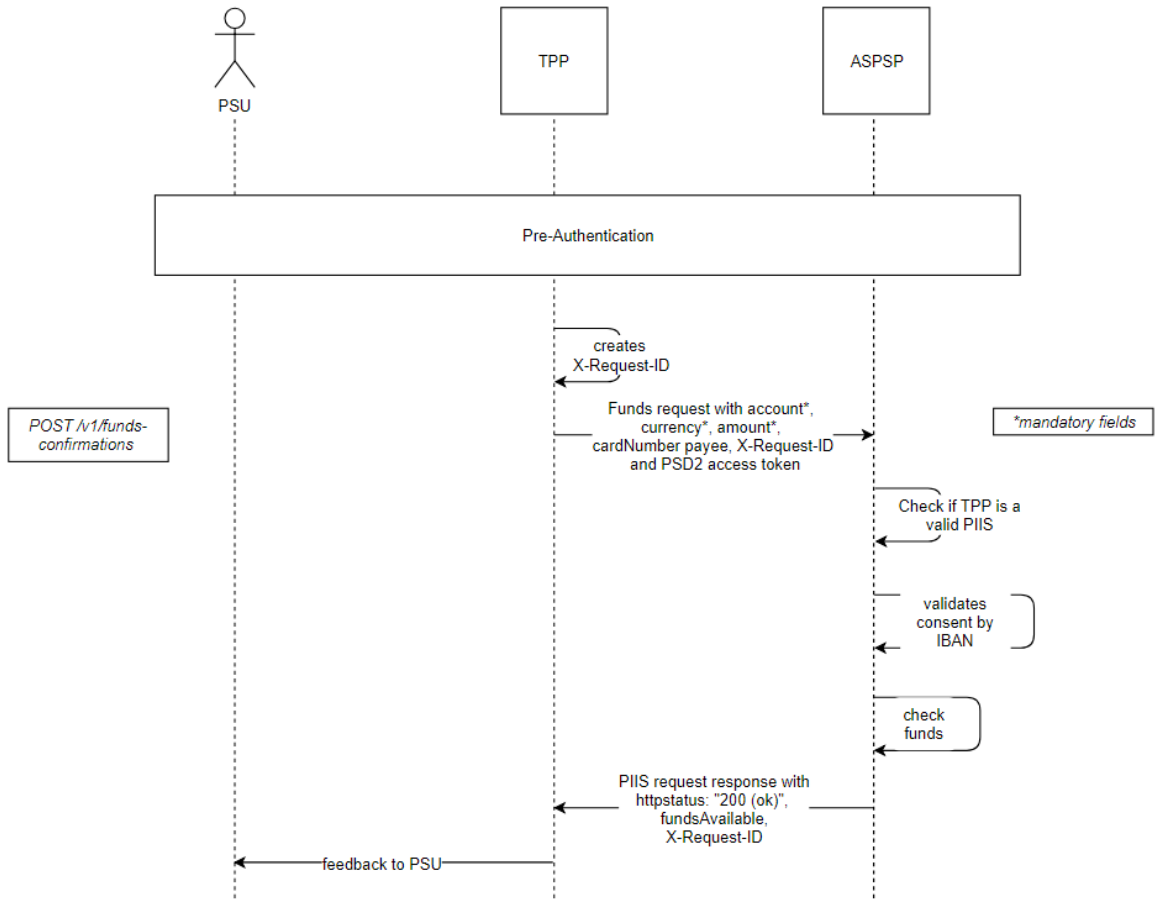 PSU
TPP
ASPSP
Pre-Authentication
creates
X-Request-ID
POST /v1/funds-
confirmations
Funds request with account*,
currency*, amount*,
cardNumber payee, X-Request-ID
and PSD2 access token
*mandatory fields
Check if TPP is a
valid PIIS
validates
consent by
IBAN
check
funds
PIIS request response with
httpstatus: "200 (ok)",
fundsAvailable,
X-Request-ID
feedback to PSU